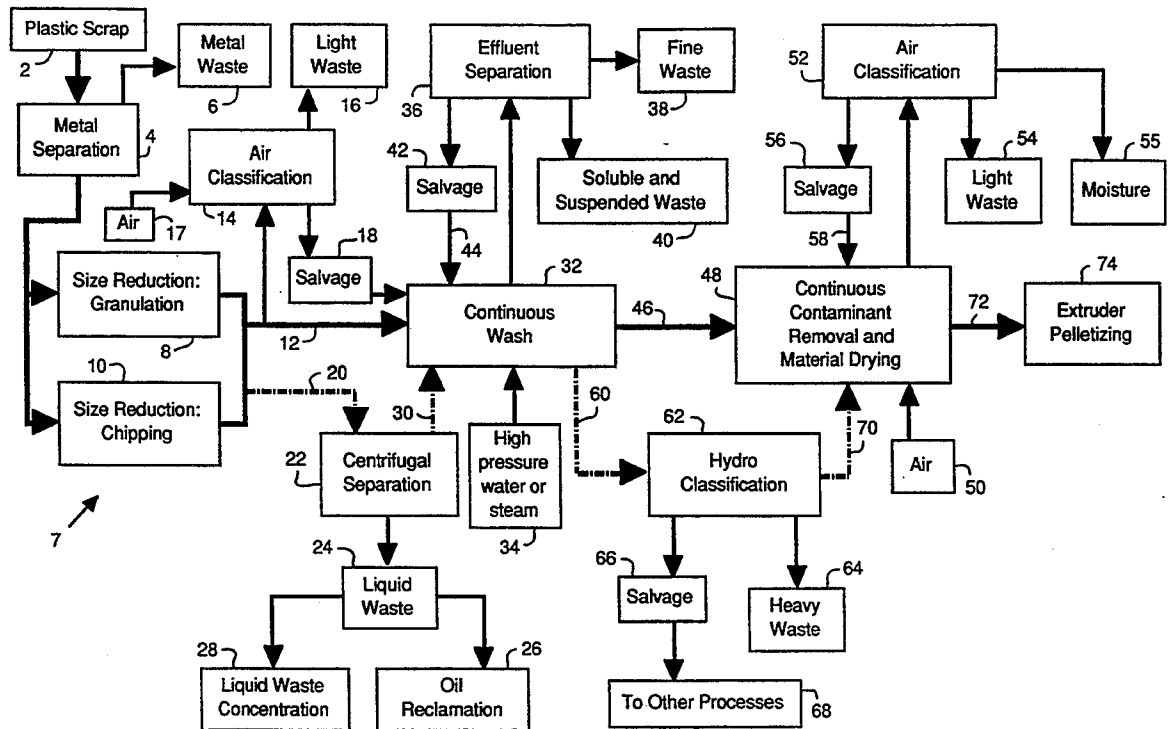 Plastic Scrap
2
Metal
Waste
6
Light
Waste
16
Effluent
Separation
36
Fine
Waste
38
52
Air
Classification
Metal
Separation
4
Air
Classification
14
Air
17
42
Salvage
44
Soluble and
Suspended Waste
40
56
Salvage
58
54
Light
Waste
55
Moisture
18
Salvage
Size Reduction:
Granulation
8
12
32
Continuous
Wash
46
48
Continuous
Contaminant
Removal and
Material Drying
72
74
Extruder
Pelletizing
10
Size Reduction:
Chipping
20
30
60
70
22
Centrifugal
Separation
High
pressure
water or
steam
34
62
Hydro
Classification
Air
50
7
24
Liquid
Waste
66
Salvage
64
Heavy
Waste
28
Liquid Waste
Concentration
26
Oil
Reclamation
To Other Processes
68